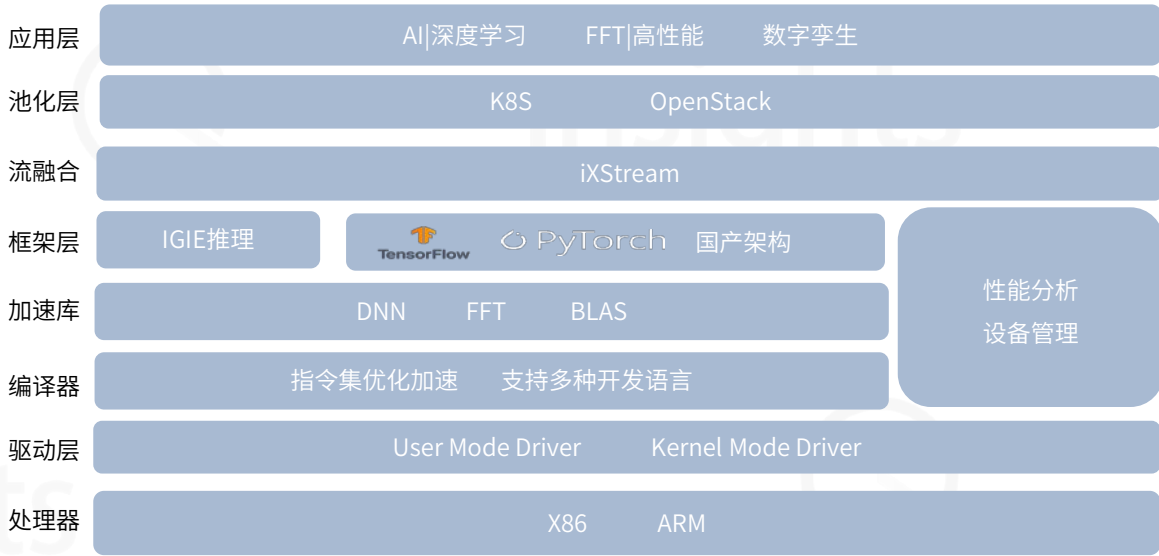 应用层 AI|深度学习 FFT|高性能 数字孪生
池化层 K8S OpenStack
流融合 iXStream
框架层 IGIE推理 TensorFlow PyTorch 国产架构
加速库 DNN FFT BLAS
编译器 指令集优化加速 支持多种开发语言
性能分析
设备管理
驱动层 User Mode Driver Kernel Mode Driver
处理器 X86 ARM